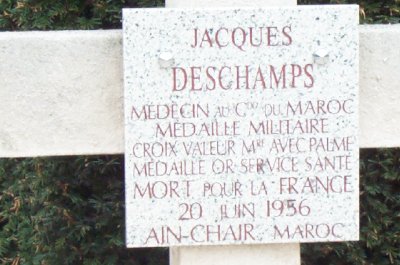 JACQUES
DESCHAMPS
MÉDECIN AU Gᵒᵘ DU MAROC
MÉDAILLE MILITAIRE
CROIX VALEUR Mᴿᴱ AVEC PALME
MÉDAILLE OR SERVICE SANTÉ
MORT POUR LA FRANCE
20 JUIN 1956
AIN-CHAIR MAROC